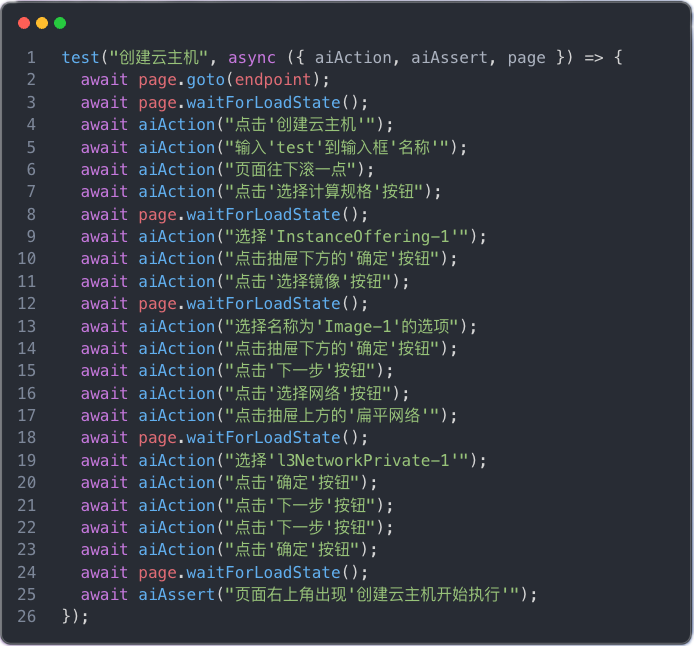 1 test("创建云主机", async ({ aiAction, aiAssert, page }) => {
2 await page.goto(endpoint);
3 await page.waitForLoadState();
4 await aiAction("点击'创建云主机'");
5 await aiAction("输入'test'到输入框'名称'");
6 await aiAction("页面往下滚一点");
7 await aiAction("点击'选择计算规格'按钮");
8 await page.waitForLoadState();
9 await aiAction("选择'InstanceOffering-1'");
10 await aiAction("点击抽屉下方的'确定'按钮");
11 await aiAction("点击'选择镜像'按钮");
12 await page.waitForLoadState();
13 await aiAction("选择名称为'Image-1'的选项");
14 await aiAction("点击抽屉下方的'确定'按钮");
15 await aiAction("点击'下一步'按钮");
16 await aiAction("点击'选择网络'按钮");
17 await aiAction("点击抽屉上方的'扁平网络'");
18 await page.waitForLoadState();
19 await aiAction("选择'l3NetworkPrivate-1'");
20 await aiAction("点击'确定'按钮");
21 await aiAction("点击'下一步'按钮");
22 await aiAction("点击'下一步'按钮");
23 await aiAction("点击'确定'按钮");
24 await page.waitForLoadState();
25 await aiAssert("页面右上角出现'创建云主机开始执行'");
26 });